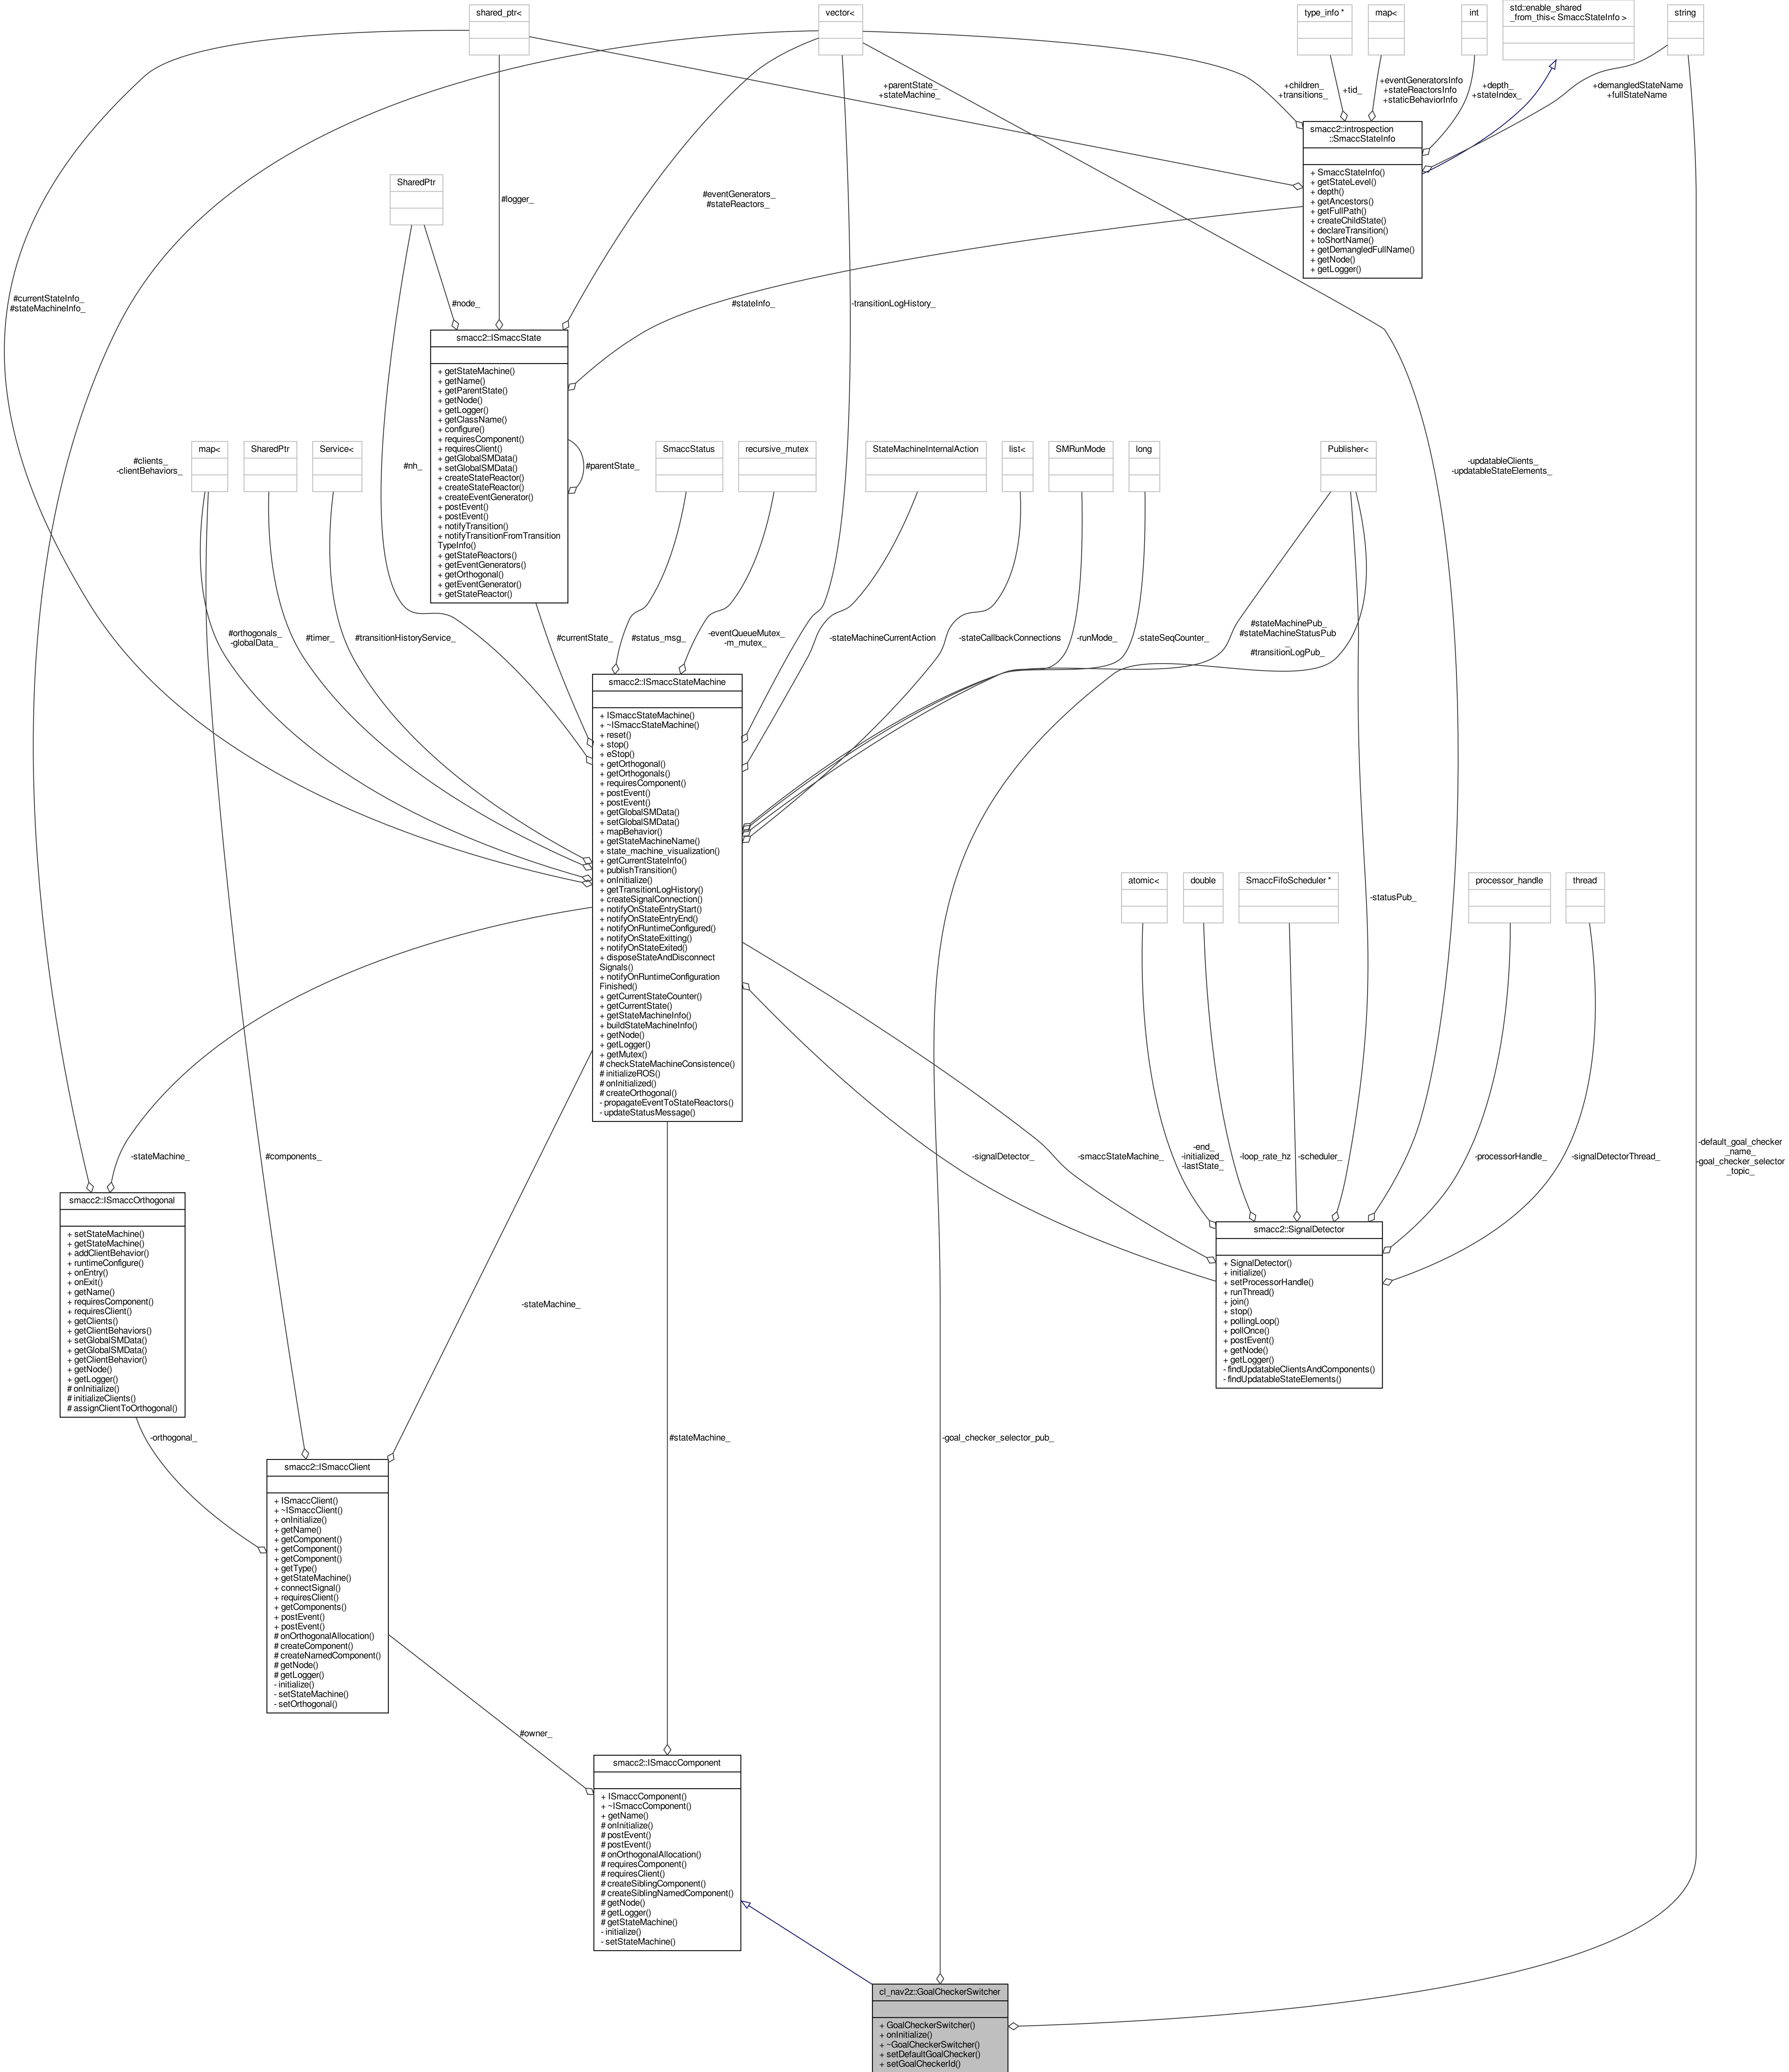 shared_ptr<
vector<
type_info *
map<
int
std::enable_shared
_from_this< SmaccStateInfo >
string
+parentState_
+stateMachine_
+children_
+transitions_
+tid_
+eventGeneratorsInfo
+stateReactorsInfo
+staticBehaviorInfo
+depth_
+stateIndex_
+demangledStateName
+fullStateName
smacc2::introspection
::SmaccStateInfo
+ SmaccStateInfo()
+ getStateLevel()
+ depth()
+ getAncestors()
+ getFullPath()
+ createChildState()
+ declareTransition()
+ toShortName()
+ getDemangledFullName()
+ getNode()
+ getLogger()
SharedPtr
#logger_
#eventGenerators_
#stateReactors_
#currentStateInfo_
#stateMachineInfo_
#node_
#stateInfo_
-transitionLogHistory_
smacc2::ISmaccState
+ getStateMachine()
+ getName()
+ getParentState()
+ getNode()
+ getLogger()
+ getClassName()
+ configure()
+ requiresComponent()
+ requiresClient()
+ getGlobalSMData()
+ setGlobalSMData()
+ createStateReactor()
+ createStateReactor()
+ createEventGenerator()
+ postEvent()
+ postEvent()
+ notifyTransition()
+ notifyTransitionFromTransition
TypeInfo()
+ getStateReactors()
+ getEventGenerators()
+ getOrthogonal()
+ getEventGenerator()
+ getStateReactor()
#clients_
-clientBehaviors_
map<
SharedPtr
Service<
#nh_
#parentState_
SmaccStatus
recursive_mutex
StateMachineInternalAction
list<
SMRunMode
long
Publisher<
-updatableClients_
-updatableStateElements_
#orthogonals_
-globalData_
#timer_
#transitionHistoryService_
#currentState_
#status_msg_
-eventQueueMutex_
-m_mutex_
-stateMachineCurrentAction
-stateCallbackConnections
-runMode_
-stateSeqCounter_
#stateMachinePub_
#stateMachineStatusPub
_
#transitionLogPub_
smacc2::ISmaccStateMachine
+ ISmaccStateMachine()
+ ~ISmaccStateMachine()
+ reset()
+ stop()
+ eStop()
+ getOrthogonal()
+ getOrthogonals()
+ requiresComponent()
+ postEvent()
+ postEvent()
+ getGlobalSMData()
+ setGlobalSMData()
+ mapBehavior()
+ getStateMachineName()
+ state_machine_visualization()
+ getCurrentStateInfo()
+ publishTransition()
+ onInitialize()
+ getTransitionLogHistory()
+ createSignalConnection()
+ notifyOnStateEntryStart()
+ notifyOnStateEntryEnd()
+ notifyOnRuntimeConfigured()
+ notifyOnStateExitting()
+ notifyOnStateExited()
+ disposeStateAndDisconnect
Signals()
+ notifyOnRuntimeConfiguration
Finished()
+ getCurrentStateCounter()
+ getCurrentState()
+ getStateMachineInfo()
+ buildStateMachineInfo()
+ getNode()
+ getLogger()
+ getMutex()
# checkStateMachineConsistence()
# initializeROS()
# onInitialized()
# createOrthogonal()
- propagateEventToStateReactors()
- updateStatusMessage()
atomic<
double
SmaccFifoScheduler *
processor_handle
thread
-statusPub_
-stateMachine_
#components_
-signalDetector_
-smaccStateMachine_
-end_
-initialized_
-lastState_
-loop_rate_hz
-scheduler_
-processorHandle_
-signalDetectorThread_
-default_goal_checker
_name_
-goal_checker_selector
_topic_
smacc2::ISmaccOrthogonal
+ setStateMachine()
+ getStateMachine()
+ addClientBehavior()
+ runtimeConfigure()
+ onEntry()
+ onExit()
+ getName()
+ requiresComponent()
+ requiresClient()
+ getClients()
+ getClientBehaviors()
+ setGlobalSMData()
+ getGlobalSMData()
+ getClientBehavior()
+ getNode()
+ getLogger()
# onInitialize()
# initializeClients()
# assignClientToOrthogonal()
smacc2::SignalDetector
+ SignalDetector()
+ initialize()
+ setProcessorHandle()
+ runThread()
+ join()
+ stop()
+ pollingLoop()
+ pollOnce()
+ postEvent()
+ getNode()
+ getLogger()
- findUpdatableClientsAndComponents()
- findUpdatableStateElements()
-stateMachine_
-orthogonal_
#stateMachine_
-goal_checker_selector_pub_
smacc2::ISmaccClient
+ ISmaccClient()
+ ~ISmaccClient()
+ onInitialize()
+ getName()
+ getComponent()
+ getComponent()
+ getComponent()
+ getType()
+ getStateMachine()
+ connectSignal()
+ requiresClient()
+ getComponents()
+ postEvent()
+ postEvent()
# onOrthogonalAllocation()
# createComponent()
# createNamedComponent()
# getNode()
# getLogger()
- initialize()
- setStateMachine()
- setOrthogonal()
#owner_
smacc2::ISmaccComponent
+ ISmaccComponent()
+ ~ISmaccComponent()
+ getName()
# onInitialize()
# postEvent()
# postEvent()
# onOrthogonalAllocation()
# requiresComponent()
# requiresClient()
# createSiblingComponent()
# createSiblingNamedComponent()
# getNode()
# getLogger()
# getStateMachine()
- initialize()
- setStateMachine()
cl_nav2z::GoalCheckerSwitcher
+ GoalCheckerSwitcher()
+ onInitialize()
+ ~GoalCheckerSwitcher()
+ setDefaultGoalChecker()
+ setGoalCheckerId()